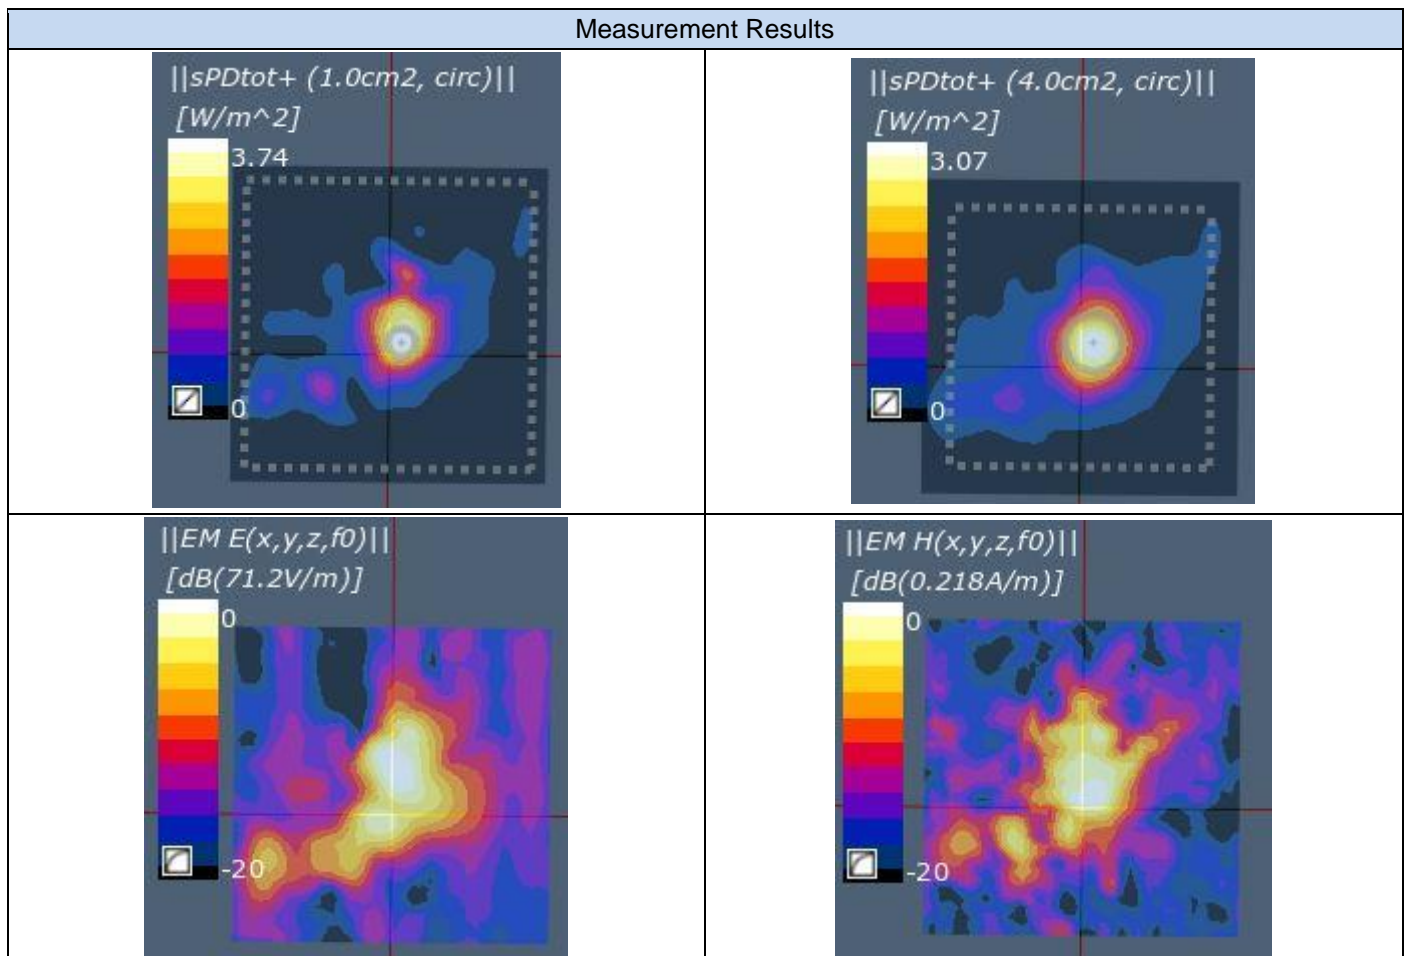 Measurement Results
||sPDtot+ (1.0cm2, circ)||
[W/m^2]
3.74
0
||sPDtot+ (4.0cm2, circ)||
[W/m^2]
3.07
0
||EM E(x,y,z,f0)||
[dB(71.2V/m)]
0
-20
||EM H(x,y,z,f0)||
[dB(0.218A/m)]
0
-20